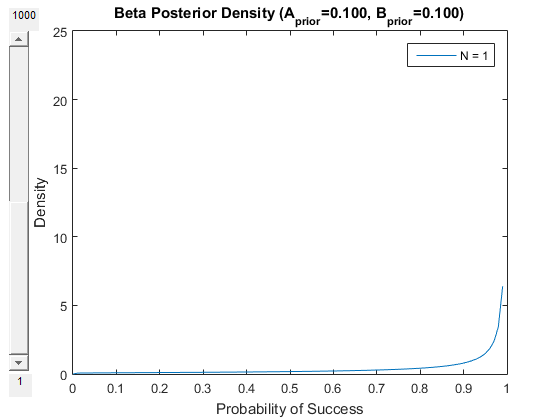 1000
Beta Posterior Density (A_prior=0.100, B_prior=0.100)
25
N = 1
20
15
Density
10
5
0
0 0.1 0.2 0.3 0.4 0.5 0.6 0.7 0.8 0.9 1
1
Probability of Success